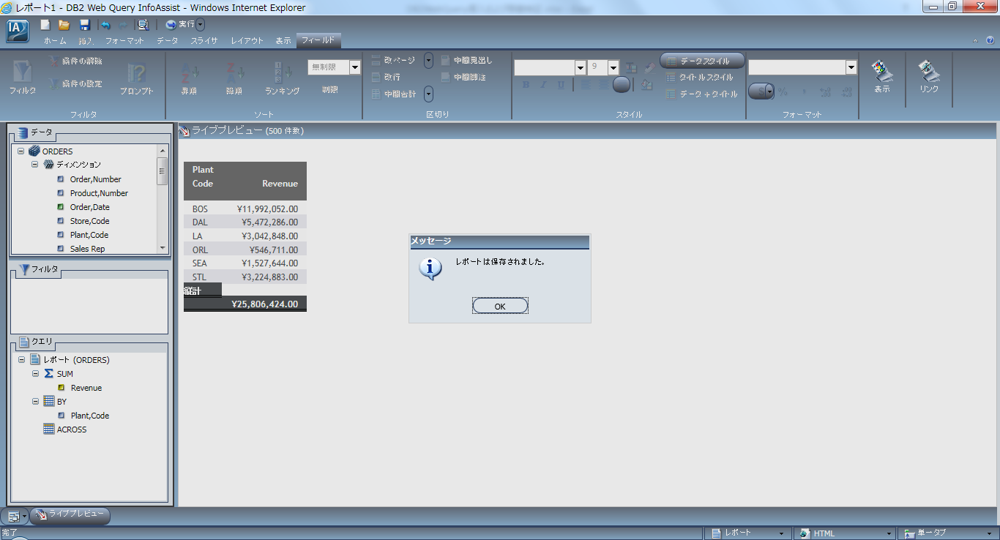 レポート1 - DB2 Web Query InfoAssist - Windows Internet Explorer
IA
実行
ホーム 挿入 フォーマット データ スライサ レイアウト 表示 フィールド
フィルタ 条件の解除 条件の設定 プロンプト
フィルタ
昇順 降順 ランキング 無制限 制限
ソート
改ページ 改行 中間合計 中間見出し 中間脚注
区切り
9
B I U
データスタイル
タイトルスタイル
データ + タイトル
スタイル
$ % ,
フォーマット
表示
リンク
データ
ORDERS
ディメンション
Order,Number
Product,Number
Order,Date
Store,Code
Plant,Code
Sales Rep
フィルタ
クエリ
レポート (ORDERS)
SUM
Revenue
BY
Plant,Code
ACROSS
ライブプレビュー (500 件数)
Plant
Code Revenue
BOS ¥11,992,052.00
DAL ¥5,472,286.00
LA ¥3,042,848.00
ORL ¥546,711.00
SEA ¥1,527,644.00
STL ¥3,224,883.00
総計
¥25,806,424.00
メッセージ
レポートは保存されました。
OK
ライブプレビュー
完了
レポート
HTML
単一タブ